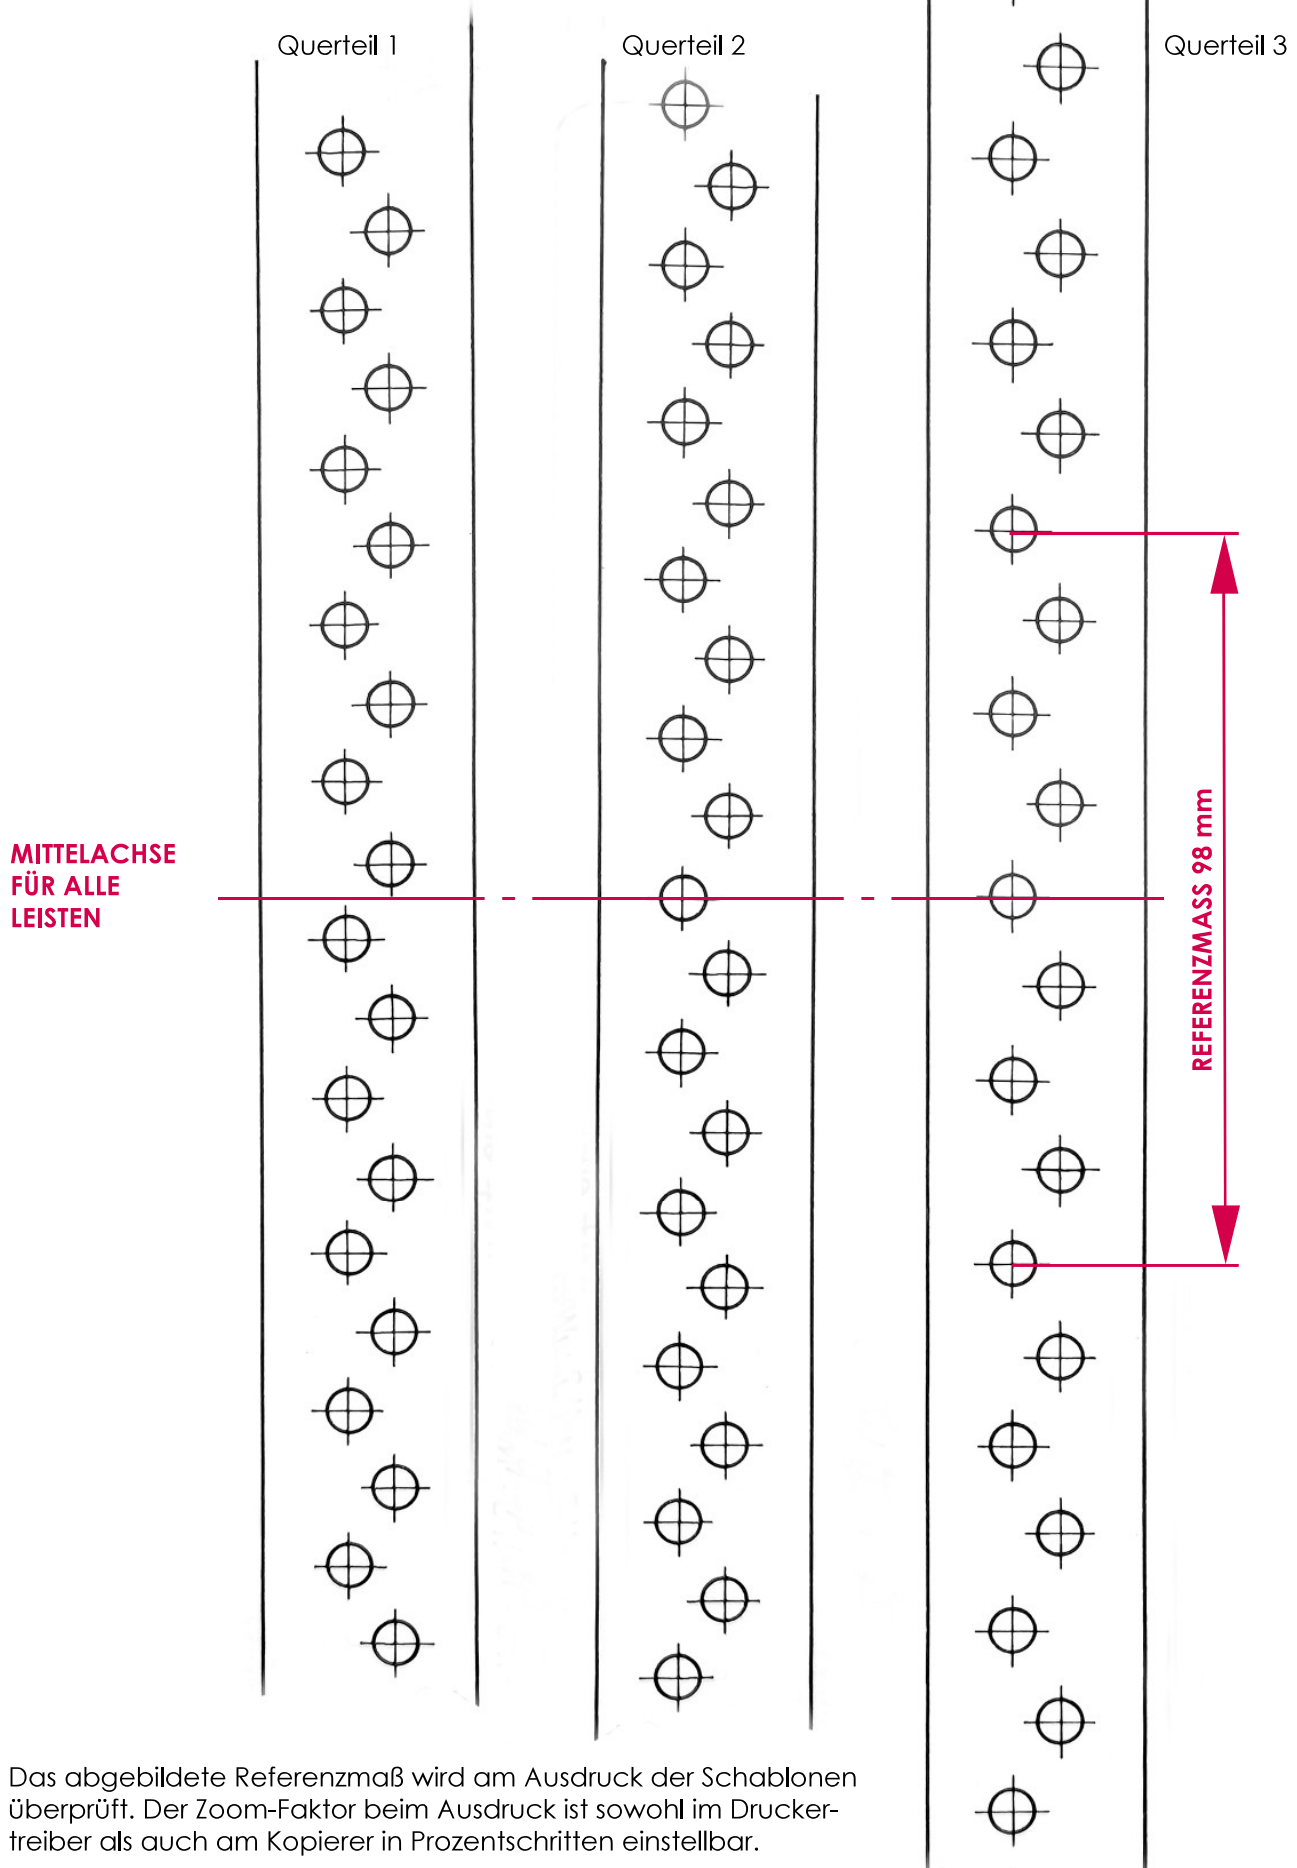 Querteil 1
Querteil 2
Querteil 3
MITTELACHSE
FÜR ALLE
LEISTEN
REFERENZMASS 98 mm
Das abgebildete Referenzmaß wird am Ausdruck der Schablonen
überprüft. Der Zoom-Faktor beim Ausdruck ist sowohl im Drucker-
treiber als auch am Kopierer in Prozentschritten einstellbar.